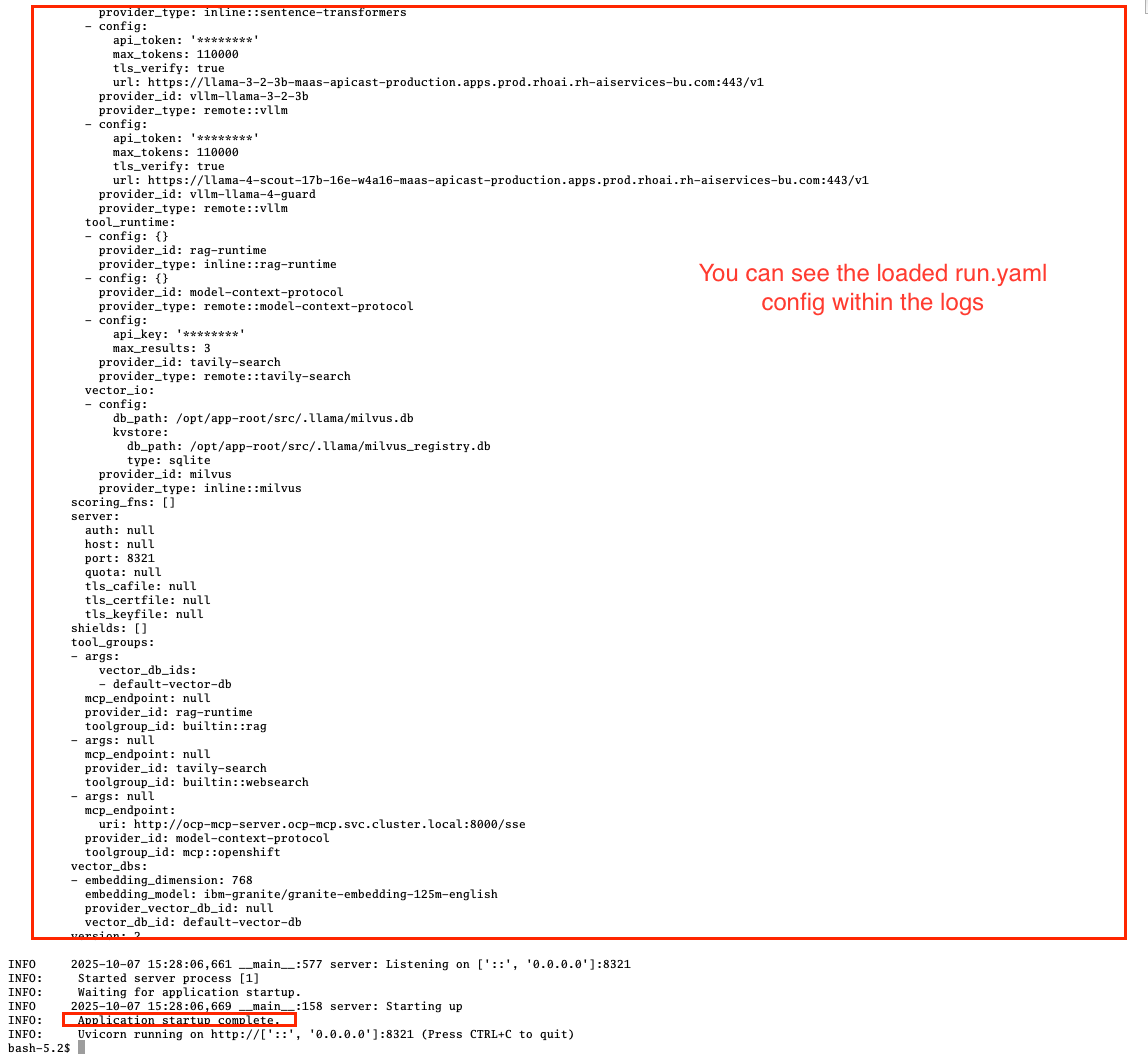 provider_type: inline::sentence-transformers
- config:
api_token: '********'
max_tokens: 110000
tls_verify: true
url: https://llama-3-2-3b-maas-apicast-production.apps.prod.rhoai.rh-aiservices-bu.com:443/v1
provider_id: vllm-llama-3-2-3b
provider_type: remote::vllm
- config:
api_token: '********'
max_tokens: 110000
tls_verify: true
url: https://llama-4-scout-17b-16e-w4a16-maas-apicast-production.apps.prod.rhoai.rh-aiservices-bu.com:443/v1
provider_id: vllm-llama-4-guard
provider_type: remote::vllm
tool_runtime:
- config: {}
provider_id: rag-runtime
provider_type: inline::rag-runtime
- config: {}
provider_id: model-context-protocol
provider_type: remote::model-context-protocol
- config:
api_key: '********'
max_results: 3
provider_id: tavily-search
provider_type: remote::tavily-search
You can see the loaded run.yaml
config within the logs
vector_io:
- config:
db_path: /opt/app-root/src/.llama/milvus.db
kvstore:
db_path: /opt/app-root/src/.llama/milvus_registry.db
type: sqlite
provider_id: milvus
provider_type: inline::milvus
scoring_fns: []
server:
auth: null
host: null
port: 8321
quota: null
tls_cafile: null
tls_certfile: null
tls_keyfile: null
shields: []
tool_groups:
- args:
vector_db_ids:
- default-vector-db
mcp_endpoint: null
provider_id: rag-runtime
toolgroup_id: builtin::rag
- args: null
mcp_endpoint: null
provider_id: tavily-search
toolgroup_id: builtin::websearch
- args: null
mcp_endpoint:
uri: http://ocp-mcp-server.ocp-mcp.svc.cluster.local:8000/sse
provider_id: model-context-protocol
toolgroup_id: mcp::openshift
vector_dbs:
- embedding_dimension: 768
embedding_model: ibm-granite/granite-embedding-125m-english
provider_vector_db_id: null
vector_db_id: default-vector-db
version: 2
INFO 2025-10-07 15:28:06,661 __main__:577 server: Listening on ['::', '0.0.0.0']:8321
INFO: Started server process [1]
INFO: Waiting for application startup.
INFO 2025-10-07 15:28:06,669 __main__:158 server: Starting up
INFO: Application startup complete.
INFO: Uvicorn running on http://['::', '0.0.0.0']:8321 (Press CTRL+C to quit)
bash-5.2$